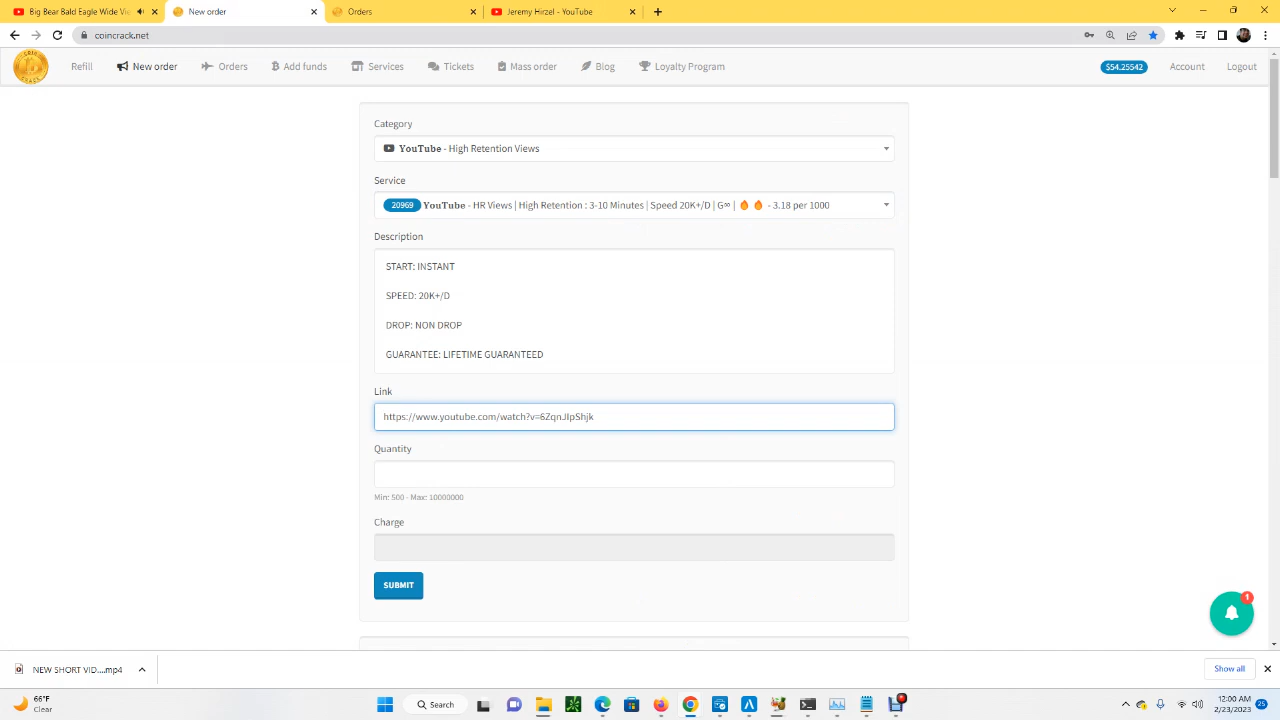 Big Bear Bald Eagle Wide Vi
New order
Orders
Jeremy Hirzel - YouTube
coincrack.net
Refill
New order
Orders
Add funds
Services
Tickets
Mass order
Blog
Loyalty Program
$54.25542
Account
Logout
Category
YouTube - High Retention Views
Service
20969 YouTube - HR Views | High Retention : 3-10 Minutes | Speed 20K+/D | G∞ | 🔥 🔥 - 3.18 per 1000
Description
START: INSTANT
SPEED: 20K+/D
DROP: NON DROP
GUARANTEE: LIFETIME GUARANTEED
Link
https://www.youtube.com/watch?v=6ZqnJIpShjk
Quantity
Min: 500 - Max: 10000000
Charge
SUBMIT
1
NEW SHORT VID....mp4
Show all
66°F
Clear
Search
12:00 AM
2/23/2023
25